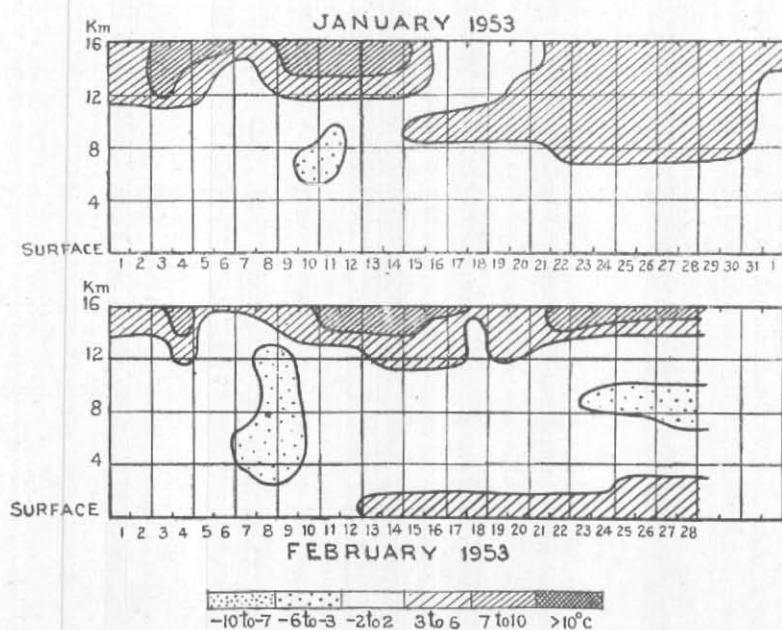 JANUARY 1953
Km
16
12
8
4
SURFACE
1 2 3 4 5 6 7 8 9 10 11 12 13 14 15 16 17 18 19 20 21 22 23 24 25 26 27 28 29 30 31 1
Km
16
12
8
4
SURFACE
1 2 3 4 5 6 7 8 9 10 11 12 13 14 15 16 17 18 19 20 21 22 23 24 25 26 27 28
FEBRUARY 1953
-10to-7 -6to-3 -2to2 3to6 7to10 >10°C